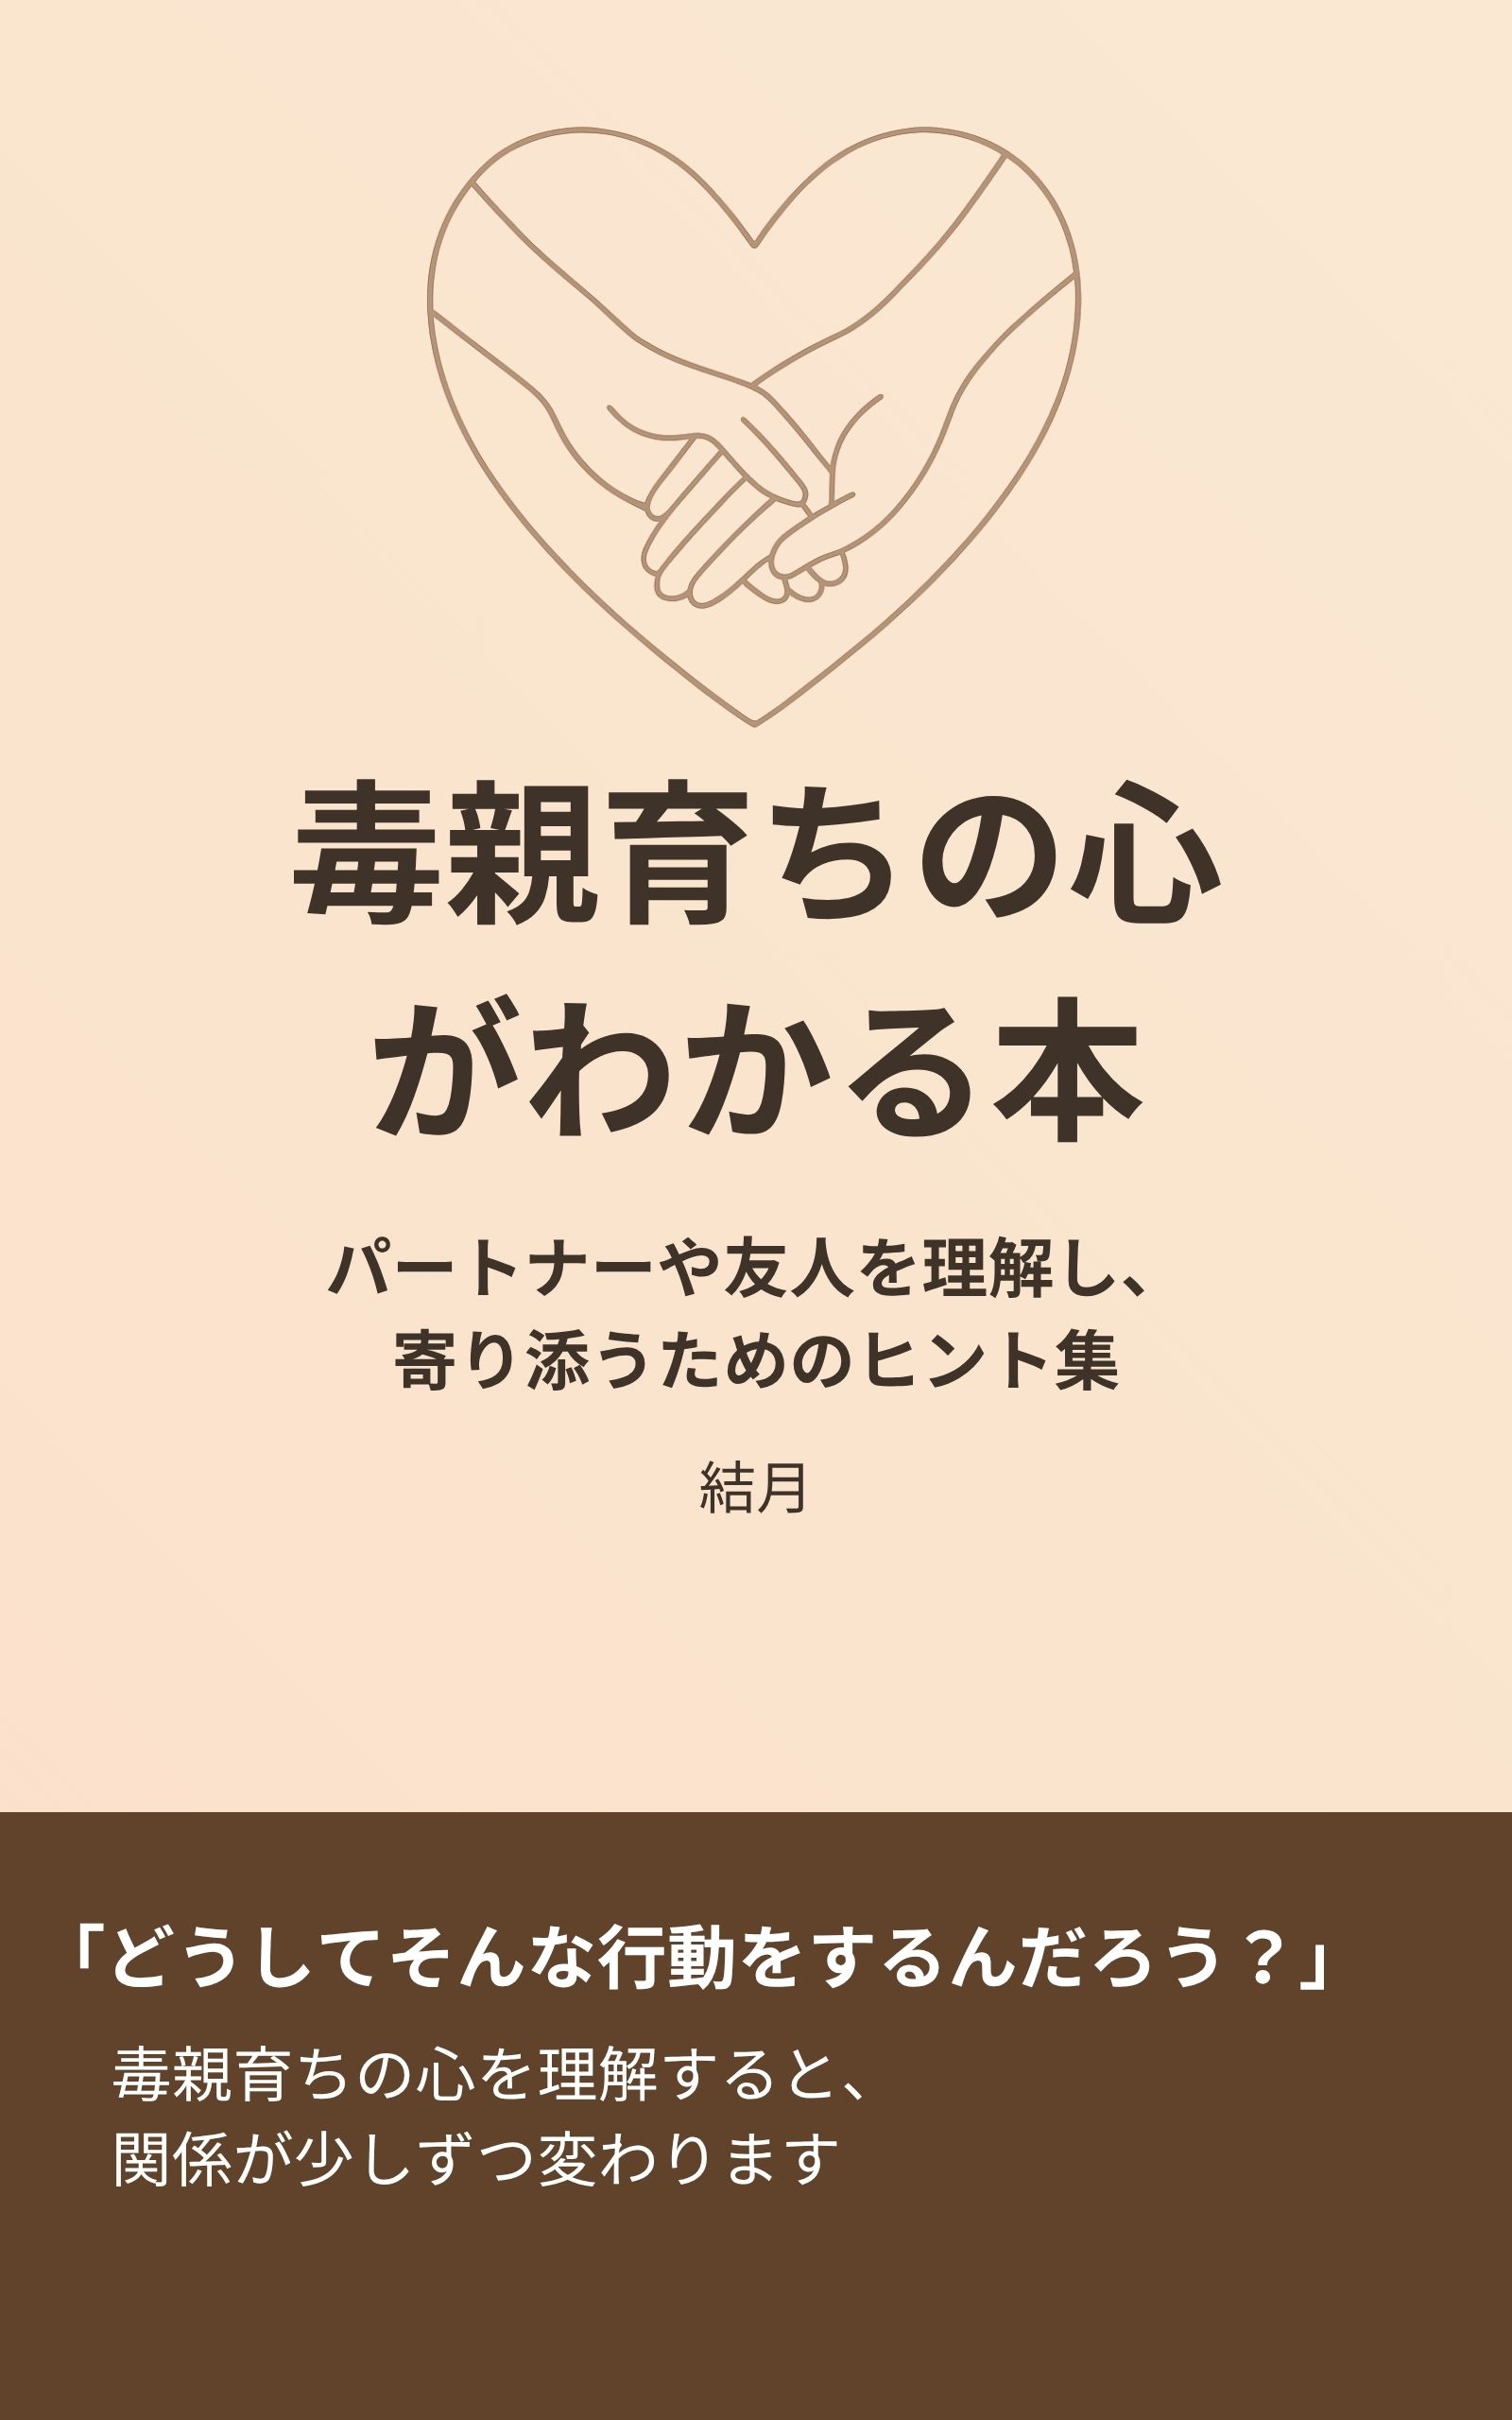 毒親育ちの心
がわかる本
パートナーや友人を理解し、
寄り添うためのヒント集
結月
「どうしてそんな行動をするんだろう？」
毒親育ちの心を理解すると、
関係が少しずつ変わります